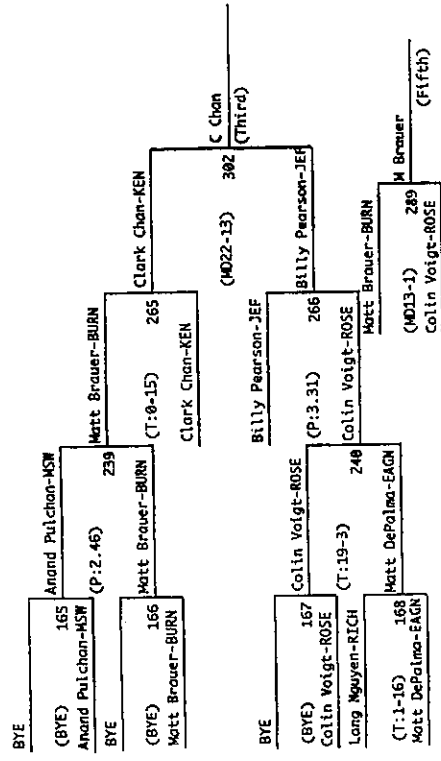 BYE
165
(BYE)
Anand Pulchan-MSW
BYE
166
(BYE)
Matt Brauer-BURN
BYE
167
(BYE)
Colin Voigt-ROSE
Lang Nguyen-RICH
168
(T:1-16)
Matt DePalma-EAGN
Anand Pulchan-MSW
239
(P:2.46)
Matt Brauer-BURN
Colin Voigt-ROSE
240
(T:19-3)
Matt DePalma-EAGN
Matt Brauer-BURN
265
(T:0-15)
Clark Chan-KEN
Billy Pearson-JEF
266
(P:3.31)
Colin Voigt-ROSE
Clark Chan-KEN
302
(MD22-13)
Billy Pearson-JEF
C Chan
(Third)
Matt Brauer-BURN
289
(MD13-1)
Colin Voigt-ROSE
M Brauer
(Fifth)